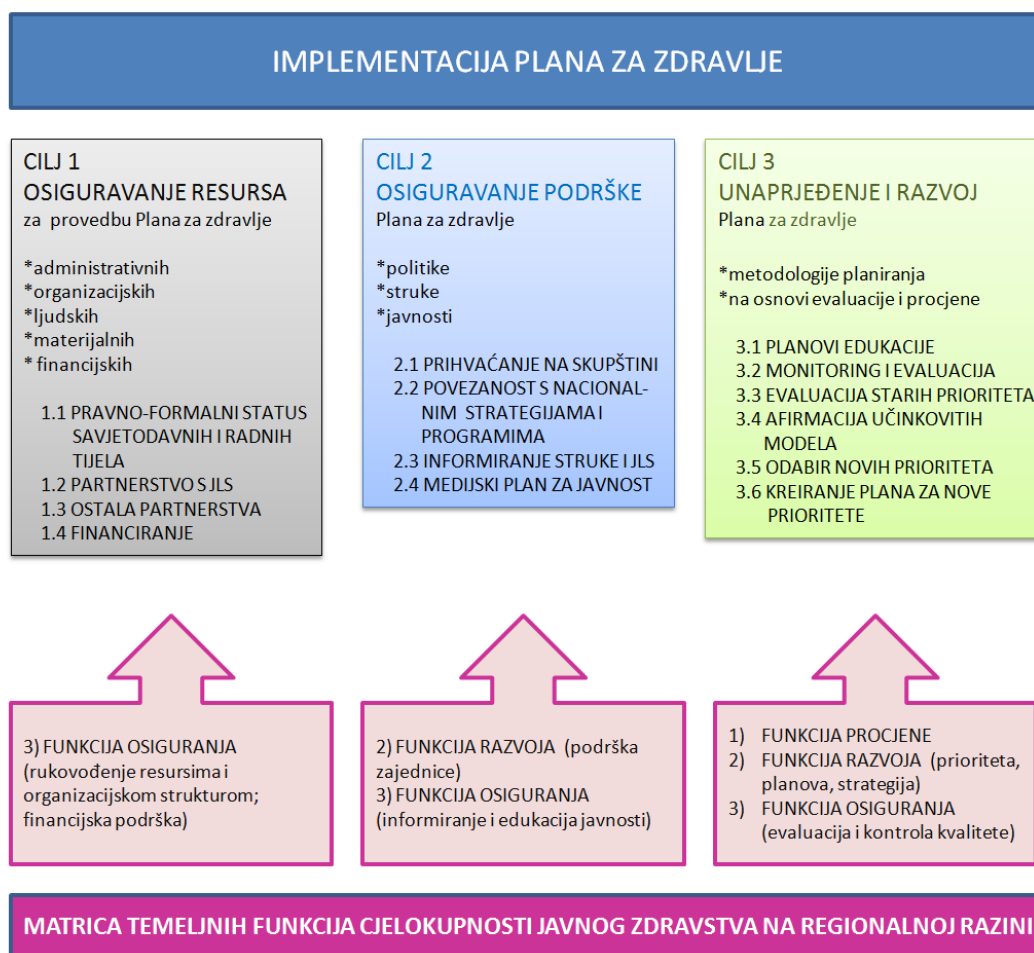 IMPLEMENTACIJA PLANA ZA ZDRAVLJE
CILJ 1
OSIGURAVANJE RESURSA
za provedbu Plana za zdravlje
*administrativnih
*organizacijskih
*ljudskih
*materijalnih
* financijskih
1.1 PRAVNO-FORMALNI STATUS
SAVJETODAVNIH I RADNIH
TIJELA
1.2 PARTNERSTVO S JLS
1.3 OSTALA PARTNERSTVA
1.4 FINANCIRANJE
CILJ 2
OSIGURAVANJE PODRŠKE
Plana za zdravlje
*politike
*struke
*javnosti
2.1 PRIHVAĆANJE NA SKUPŠTINI
2.2 POVEZANOST S NACIONAL-
NIM STRATEGIJAMA I
PROGRAMIMA
2.3 INFORMIRANJE STRUKE I JLS
2.4 MEDIJSKI PLAN ZA JAVNOST
CILJ 3
UNAPRJEĐENJE I RAZVOJ
Plana za zdravlje
*metodologije planiranja
*na osnovi evaluacije i procjene
3.1 PLANOVI EDUKACIJE
3.2 MONITORING I EVALUACIJA
3.3 EVALUACIJA STARIH PRIORITETA
3.4 AFIRMACIJA UČINKOVITIH
MODELA
3.5 ODABIR NOVIH PRIORITETA
3.6 KREIRANJE PLANA ZA NOVE
PRIORITETE
3) FUNKCIJA OSIGURANJA
(rukovođenje resursima i
organizacijskom strukturom;
financijska podrška)
2) FUNKCIJA RAZVOJA (podrška
zajednice)
3) FUNKCIJA OSIGURANJA
(informiranje i edukacija javnosti)
1) FUNKCIJA PROCJENE
2) FUNKCIJA RAZVOJA (prioriteta,
planova, strategija)
3) FUNKCIJA OSIGURANJA
(evaluacija i kontrola kvalitete)
MATRICA TEMELJNIH FUNKCIJA CJELOKUPNOSTI JAVNOG ZDRAVSTVA NA REGIONALNOJ RAZINI